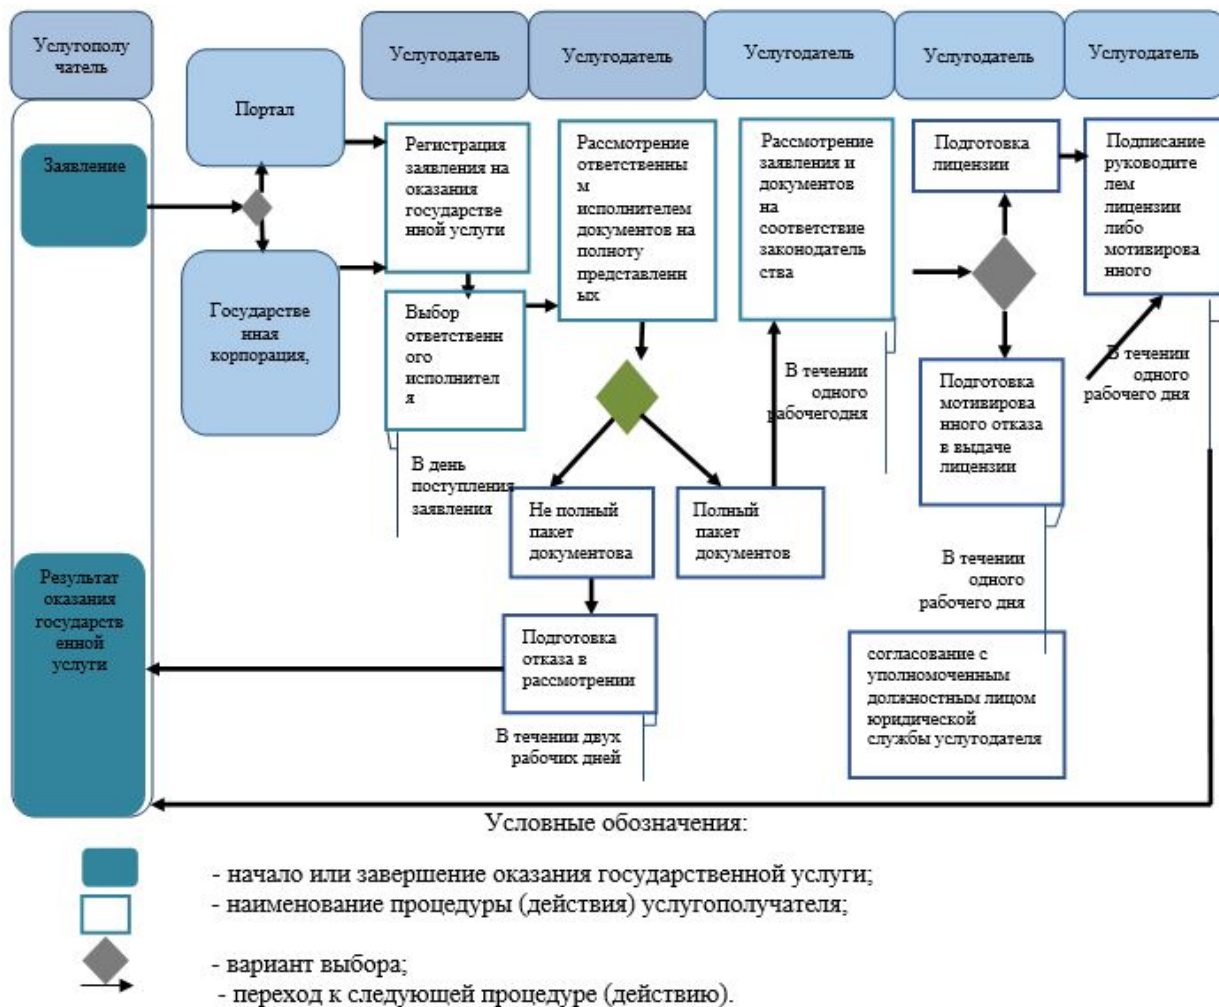 Услугополу
чатель
Услугодатель
Услугодатель
Услугодатель
Услугодатель
Услугодатель
Портал
Заявление
Государстве
нная
корпорация,
Регистрация
заявления на
оказания
государстве
нной услуги
Выбор
ответственн
ого
исполнител
я
В день
поступления
заявления
Рассмотрение
ответственны
м
исполнителем
документов на
полноту
представленн
ых
Не полный
пакет
документова
Полный
пакет
документов
Подготовка
отказа в
рассмотрении
В течении двух
рабочих дней
Рассмотрение
заявления и
документов
на
соответствие
законодатель
ства
В течении
одного
рабочегодня
Подготовка
лицензии
Подготовка
мотивирова
нного отказа
в выдаче
лицензии
В течении
одного
рабочего дня
согласование с
уполномоченным
должностным лицом
юридической
службы услугодателя
Подписание
руководите
лем
лицензии
либо
мотивирова
нного
В течении
одного
рабочего дня
Результат
оказания
государств
енной
услуги
Условные обозначения:
- начало или завершение оказания государственной услуги;
- наименование процедуры (действия) услугополучателя;
- вариант выбора;
- переход к следующей процедуре (действию).